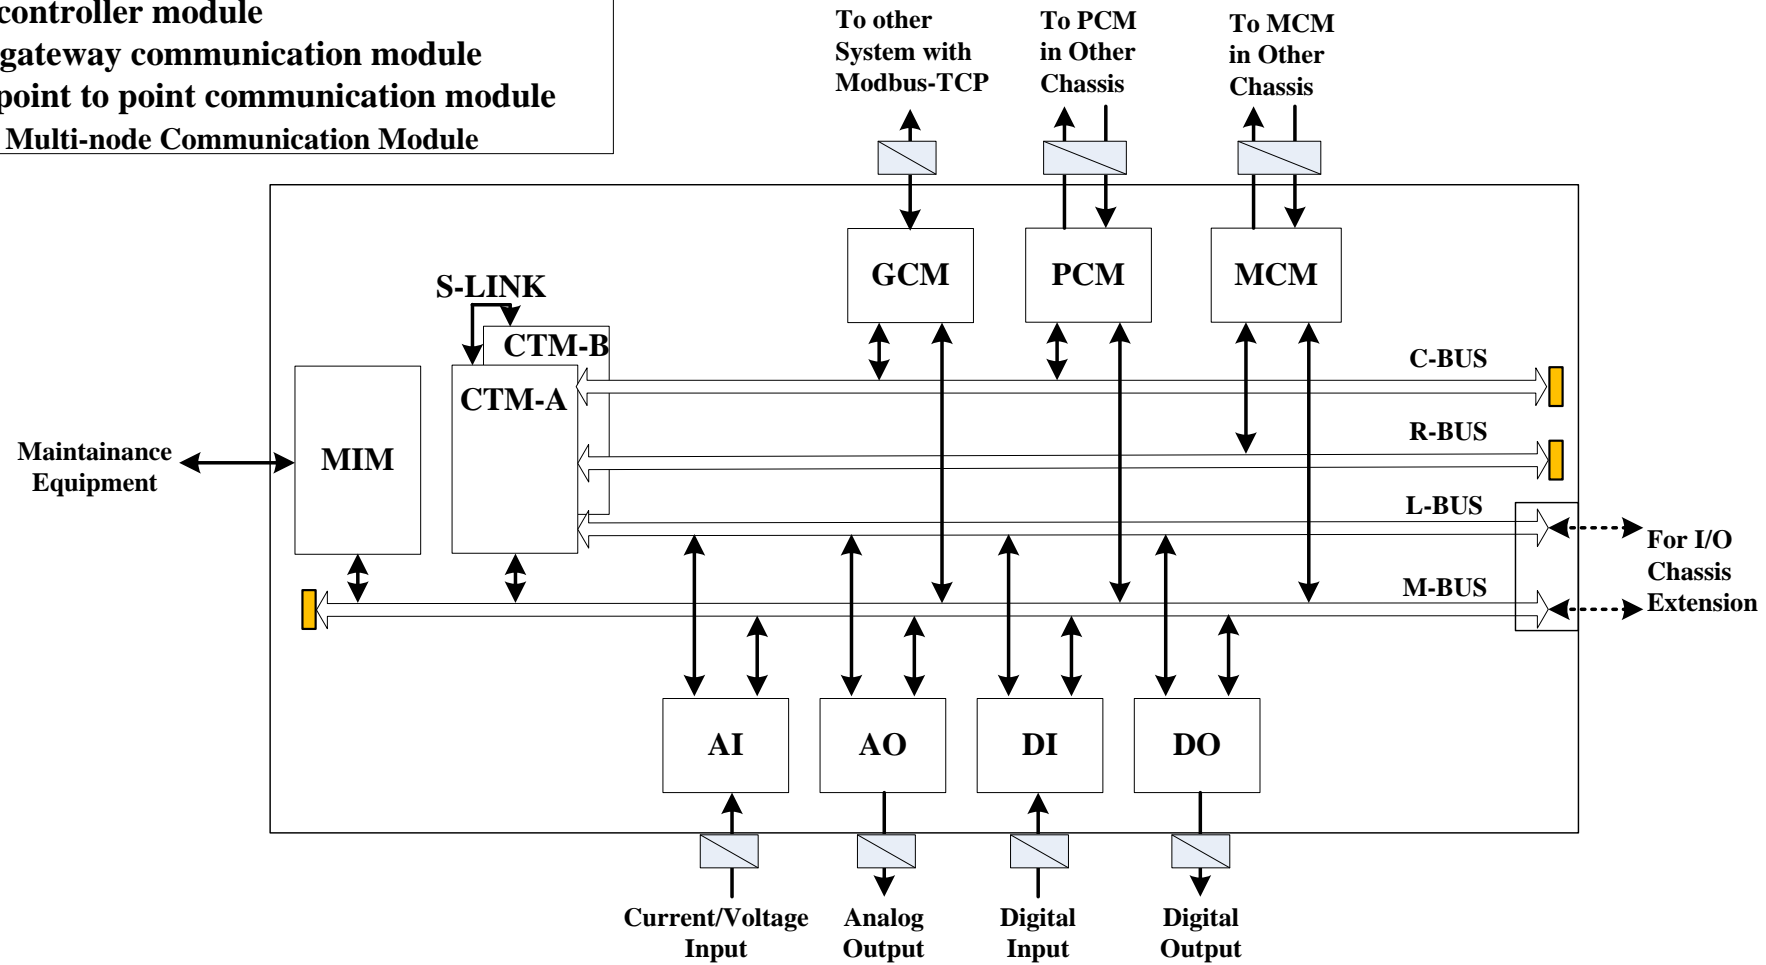 controller module
gateway communication module
point to point communication module
Multi-node Communication Module
To other
System with
Modbus-TCP
To PCM
in Other
Chassis
To MCM
in Other
Chassis
GCM
PCM
MCM
S-LINK
CTM-B
CTM-A
MIM
C-BUS
R-BUS
L-BUS
M-BUS
Maintainance
Equipment
For I/O
Chassis
Extension
AI
AO
DI
DO
Current/Voltage
Input
Analog
Output
Digital
Input
Digital
Output